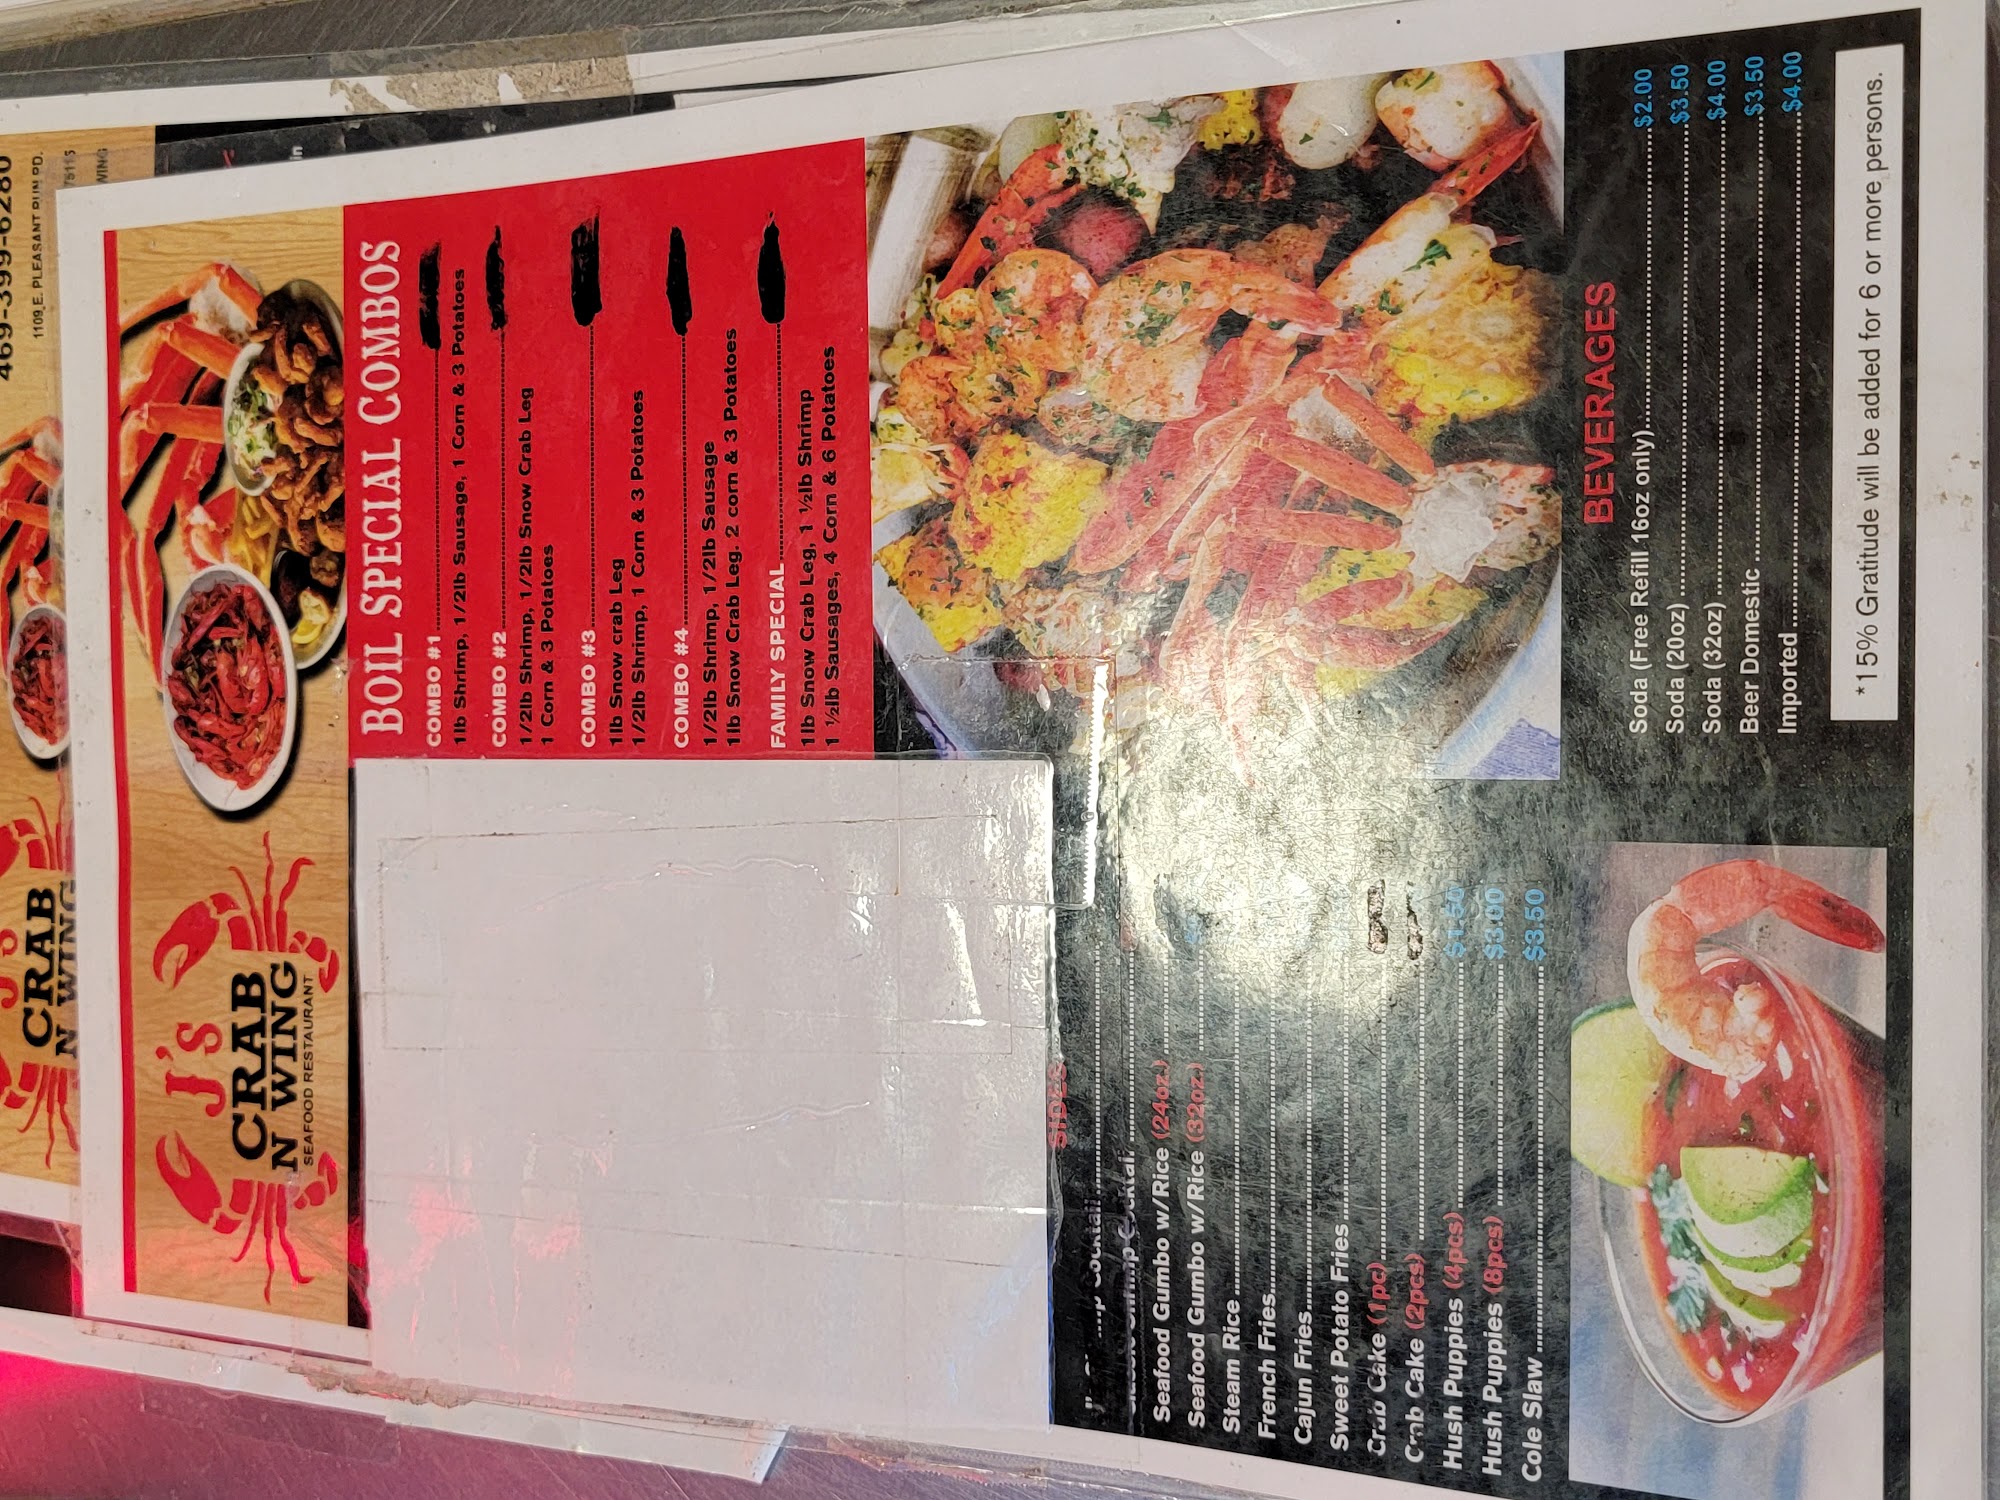 469-399-6280
1109 E. PLEASANT RUN RD.
75115
WING
CRAB
N WING
in
J's
CRAB
N WING
SEAFOOD RESTAURANT
BOIL SPECIAL COMBOS
COMBO #1
1lb Shrimp, 1/2lb Sausage, 1 Corn & 3 Potatoes
COMBO #2
1/2lb Shrimp, 1/2lb Snow Crab Leg
1 Corn & 3 Potatoes
COMBO #3
1lb Snow crab Leg
1/2lb Shrimp, 1 Corn & 3 Potatoes
COMBO #4
1/2lb Shrimp, 1/2lb Sausage
1lb Snow Crab Leg. 2 corn & 3 Potatoes
FAMILY SPECIAL
1lb Snow Crab Leg, 1 ½lb Shrimp
1 ½lb Sausages, 4 Corn & 6 Potatoes
SIDES
Cocktail
Shrimp Cocktail
Seafood Gumbo w/Rice (24oz.)
Seafood Gumbo w/Rice (32oz.)
Steam Rice
French Fries
Cajun Fries
Sweet Potato Fries
Crab Cake (1pc)
Crab Cake (2pcs)
Hush Puppies (4pcs) $1.50
Hush Puppies (8pcs) $3.00
Cole Slaw $3.50
BEVERAGES
Soda (Free Refill 16oz only) $2.00
Soda (20oz) $3.50
Soda (32oz) $4.00
Beer Domestic $3.50
Imported $4.00
*15% Gratitude will be added for 6 or more persons.